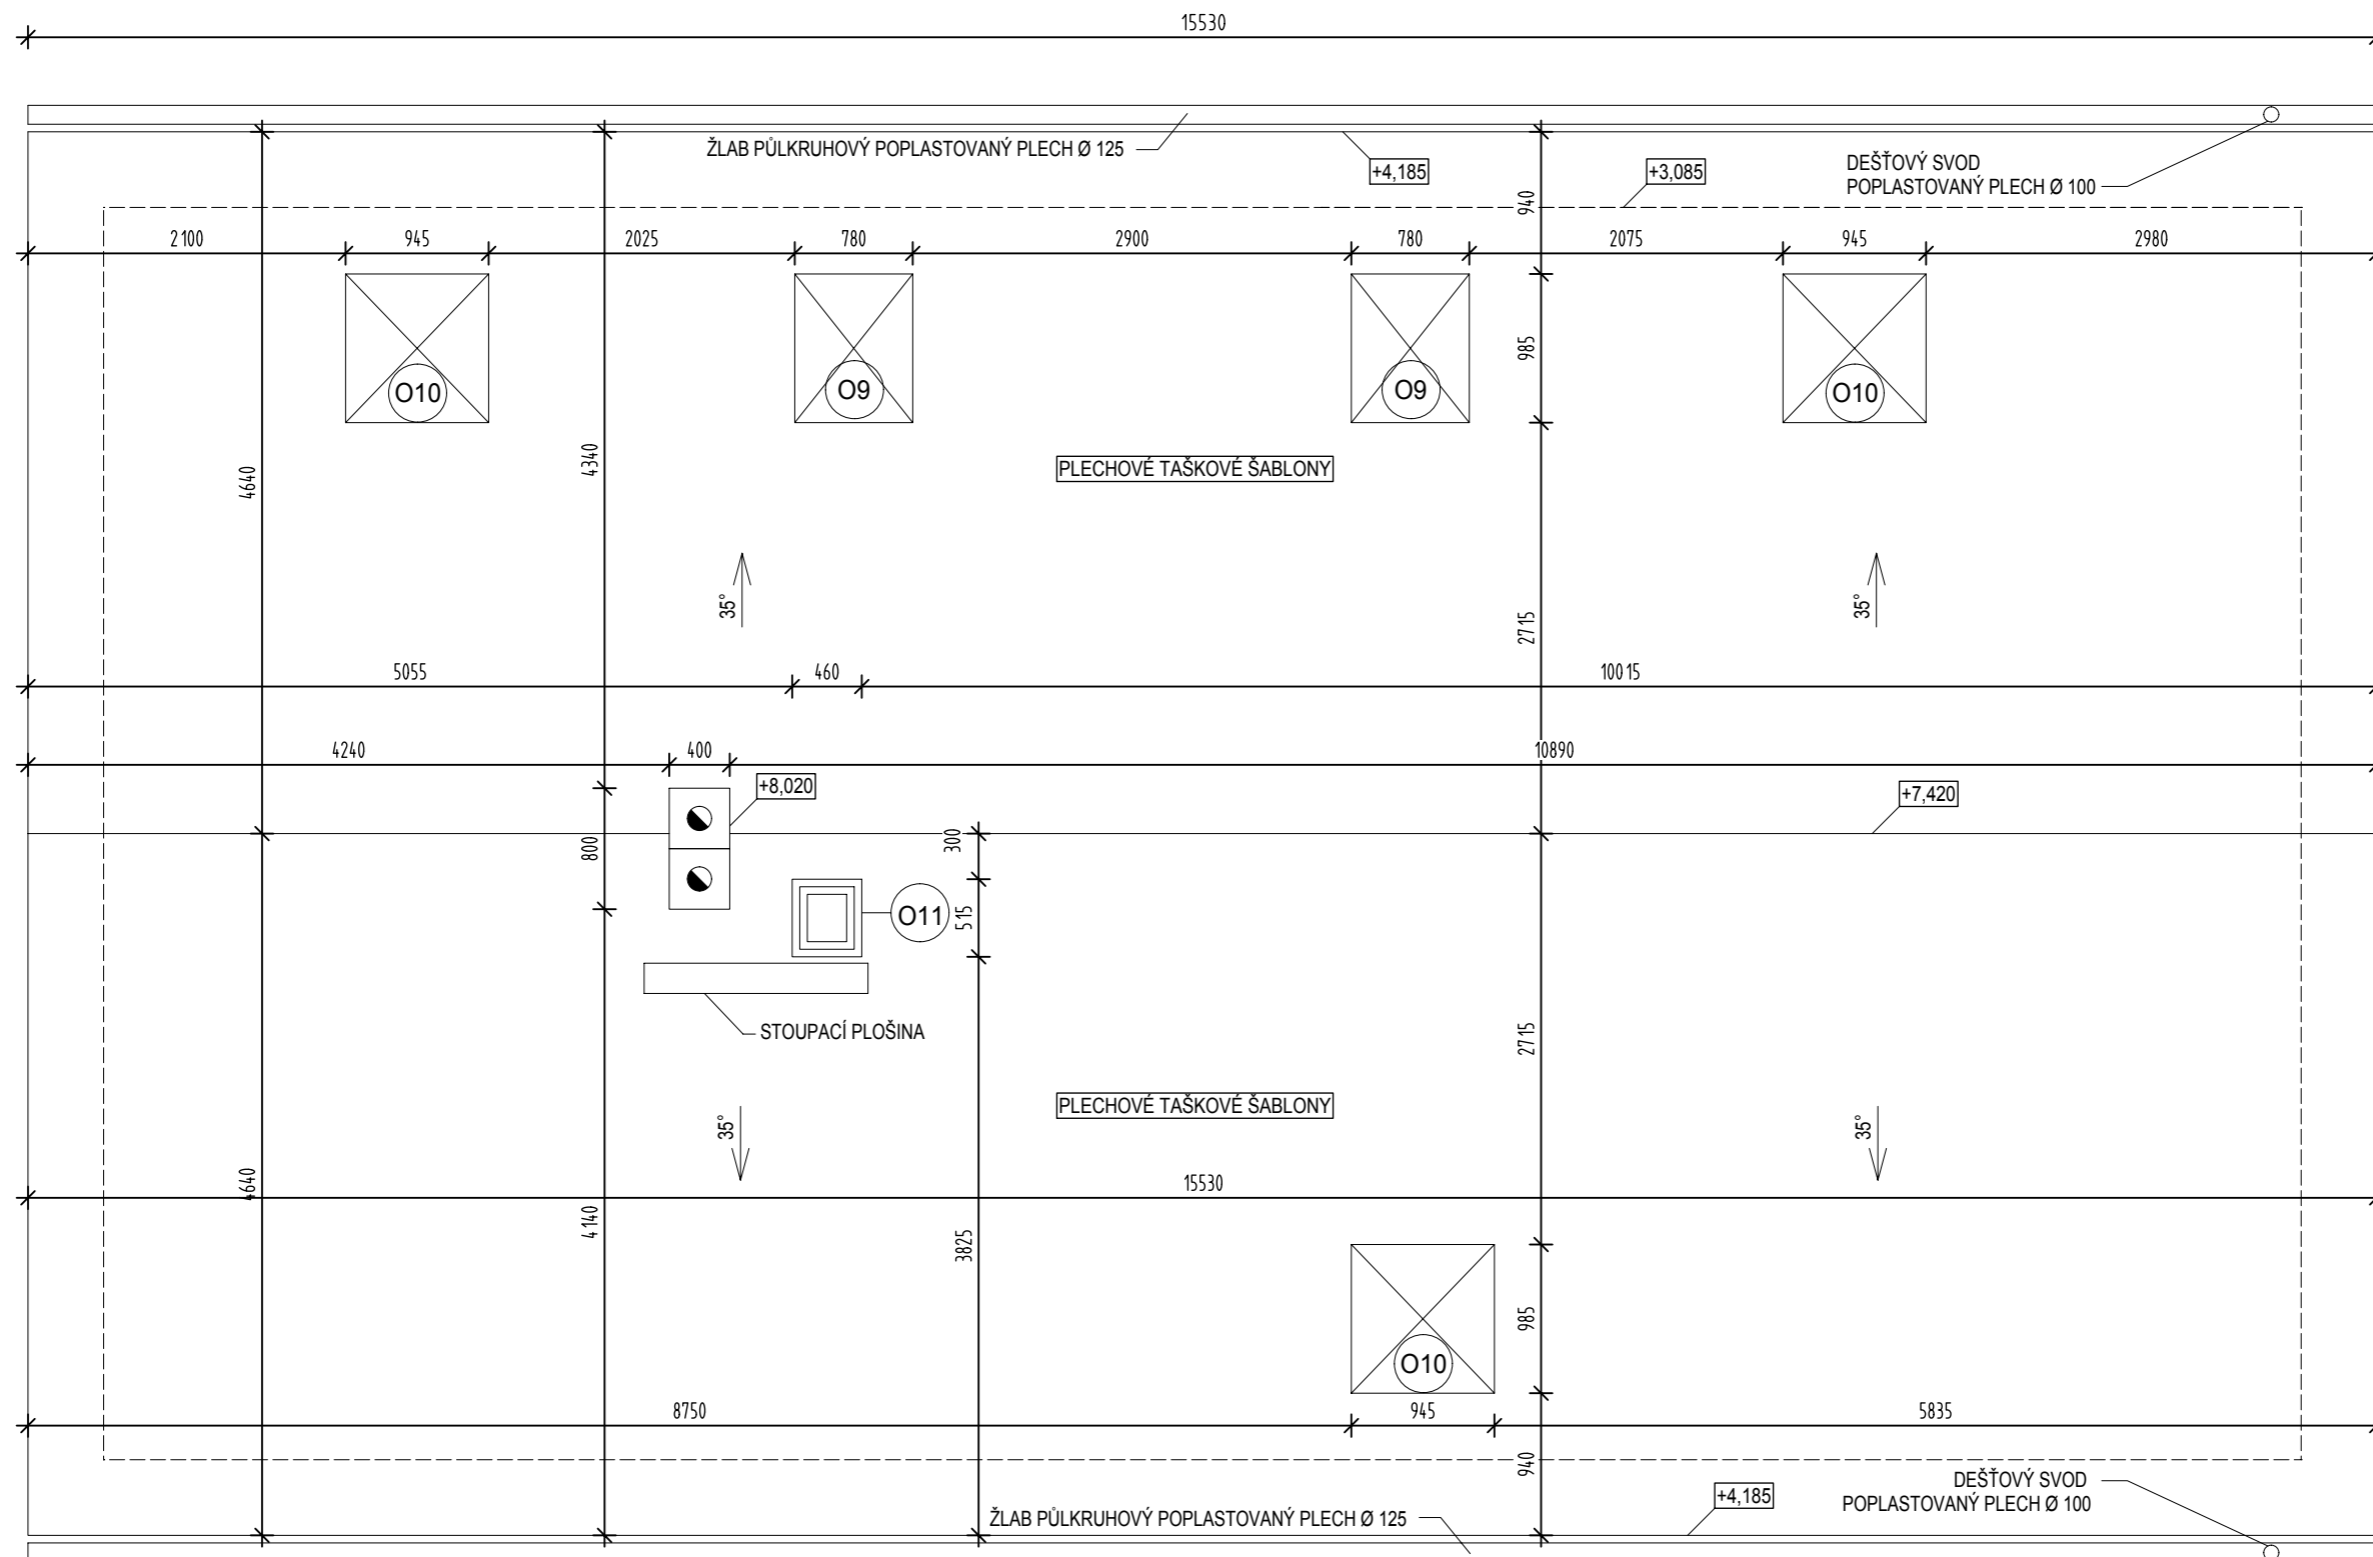 15530
ŽLAB PŮLKRUHOVÝ POPLASTOVANÝ PLECH Ø 125
+4,185
+3,085
DEŠŤOVÝ SVOD
POPLASTOVANÝ PLECH Ø 100
940
2100
945
2025
780
2900
780
2075
945
2980
O10
O9
O9
O10
985
4640
4340
PLECHOVÉ TAŠKOVÉ ŠABLONY
35°
35°
2715
5055
460
10015
4240
400
10890
+8,020
+7,420
800
300
515
O11
STOUPACÍ PLOŠINA
2715
PLECHOVÉ TAŠKOVÉ ŠABLONY
35°
35°
4640
4140
3825
15530
985
O10
8750
945
5835
940
+4,185
DEŠŤOVÝ SVOD
POPLASTOVANÝ PLECH Ø 100
ŽLAB PŮLKRUHOVÝ POPLASTOVANÝ PLECH Ø 125